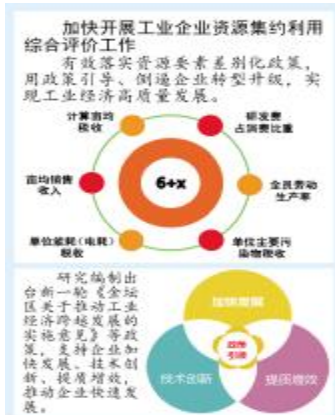 加快开展工业企业资源集约利用
综合评价工作
有效落实资源要素差别化政策,
用政策引导、倒逼企业转型升级,实
现工业经济高质量发展。
计算亩均
税收
研发费
占销费比重
亩均销售
收入
6+x
全员劳动
生产率
单位能耗(电耗)
税收
单位主要污
染物税收
研究编制出
台新一轮《金坛
区关于推动工业
经济跨越发展的
实施意见》等政
策,支持企业加
快发展、技术创
新、提质增效,
推动企业快速发
展。
加快发展
政策
引领
技术创新
提质增效